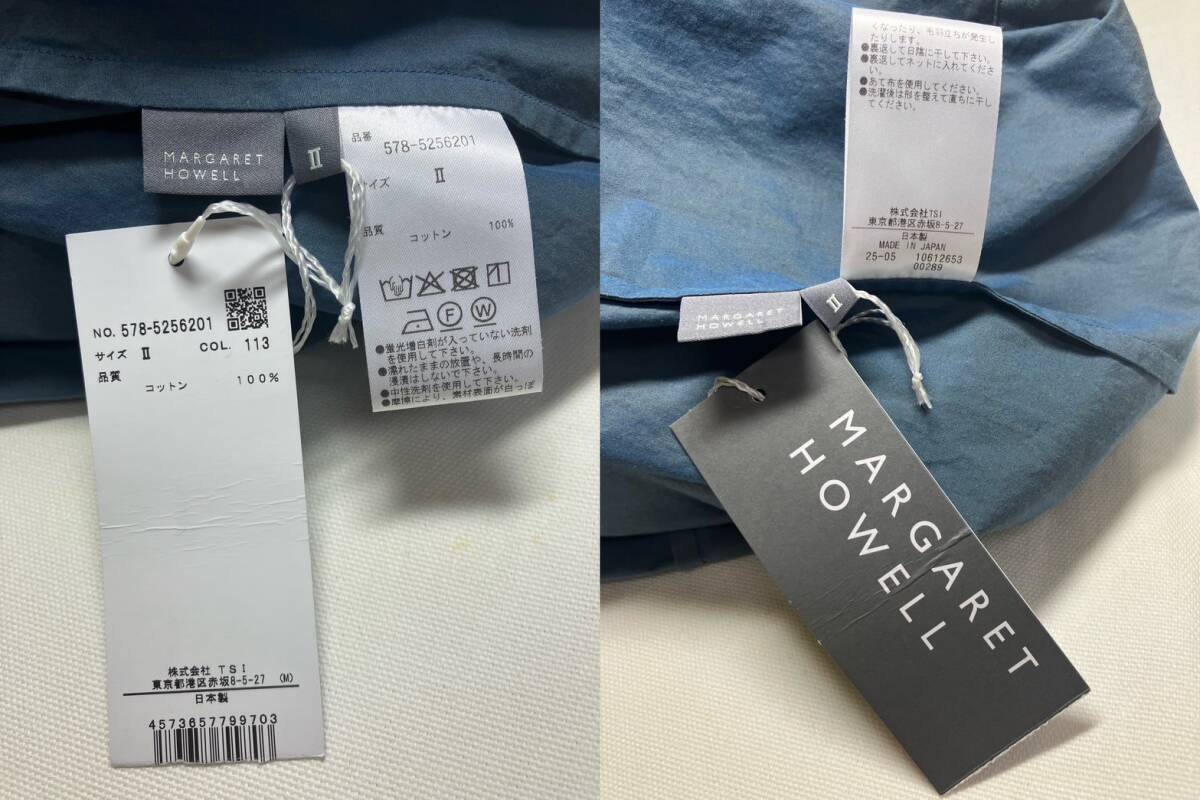 MARGARET
HOWELL
II
品番 578-5256201
サイズ II
品質 コットン 100%
●蛍光増白剤が入っていない洗剤
を使用して下さい。
●濡れたままの放置や、長時間の
浸漬はしないで下さい。
●中性洗剤を使用して下さい。
●摩擦により、素材表面が白っぽ
NO. 578-5256201
サイズ II COL. 113
品質 コットン 100%
株式会社 TSI
東京都港区赤坂8-5-27 (M)
日本製
4573657799703
くなったり、毛羽立ちが発生し
たりします。
●裏返して日陰に干して下さい。
●裏返してネットに入れてくださ
い。
●あて布を使用してください。
●洗濯後は形を整えて直ちに干し
てください。
株式会社TSI
東京都港区赤坂8-5-27
日本製
MADE IN JAPAN
25-05 10612653
00289
MARGARET
HOWELL
II
MARGARET
HOWELL